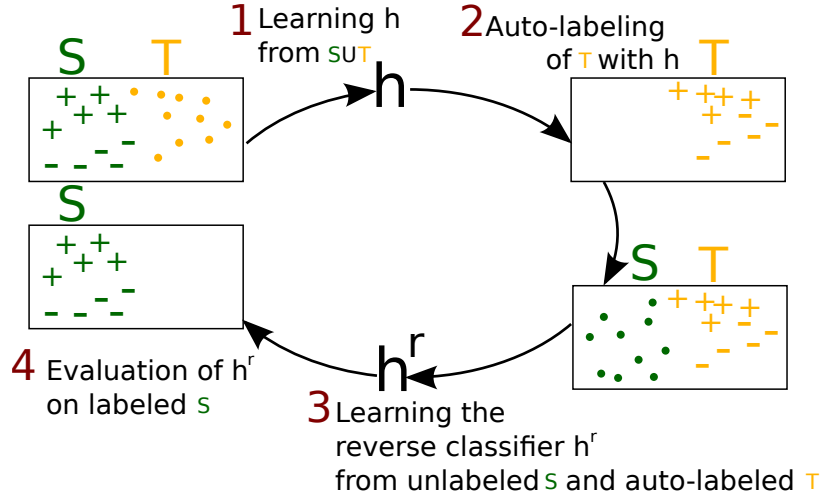 1 Learning h
from SUT
S T
h
2 Auto-labeling
of T with h
T
S T
h^r
3 Learning the
reverse classifier h^r
from unlabeled S and auto-labeled T
S
4 Evaluation of h^r
on labeled S